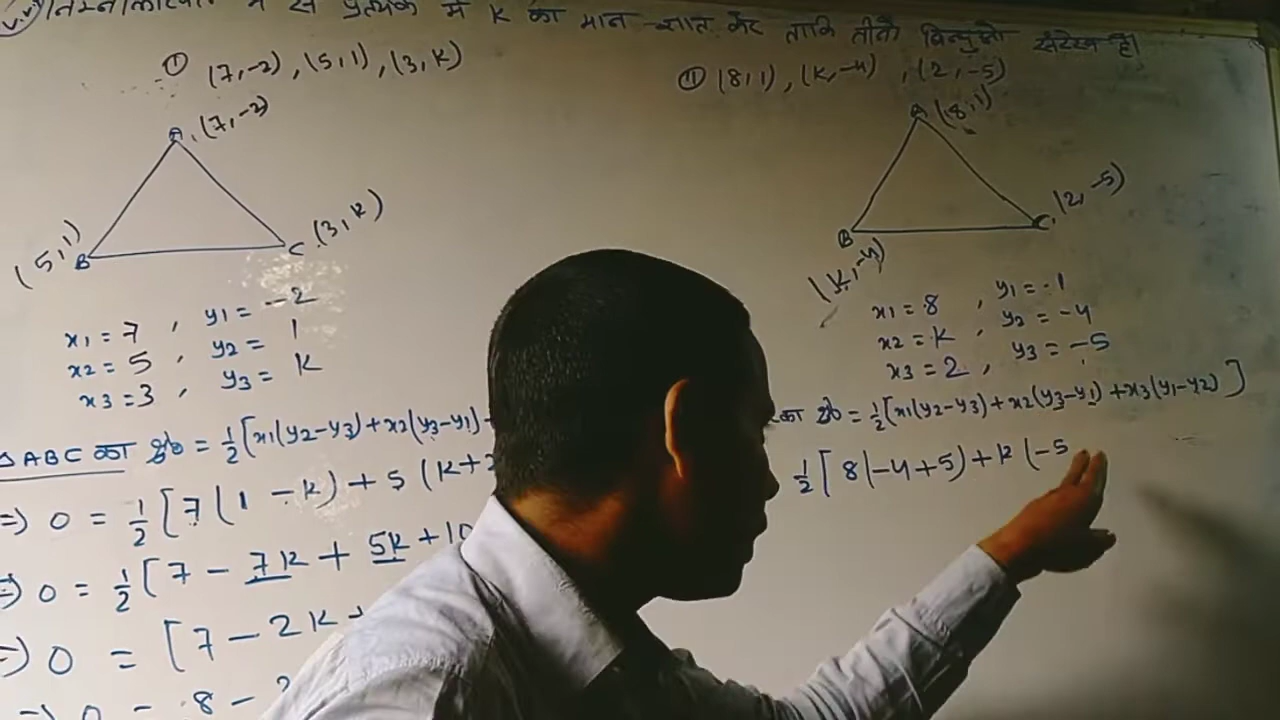 निम्नलिखित में से प्रत्येक में K का मान ज्ञात करें ताकि तीनों बिन्दुओं संरेख है।
① (7,-2), (5,1), (3,K)
A, (7,-2)
(5,1) B
C (3,K)
x1 = 7 , y1 = -2
x2 = 5 , y2 = 1
x3 = 3 , y3 = K
△ABC का क्षे० = 1/2 [x1(y2-y3)+x2(y3-y1)
=) 0 = 1/2 [7(1-K)+5(K+2
=) 0 = 1/2 [7-7K+5K+10
=) 0 = [7-2K+
=) 0 = 8-
⑪ (8,1), (K,-4), (2,-5)
A (8,1)
B (K,-4)
C, (2,-5)
x1 = 8 , y1 = 1
x2 = K , y2 = -4
x3 = 2 , y3 = -5
का क्षे० = 1/2 [x1(y2-y3)+x2(y3-y1)+x3(y1-y2)]
1/2 [8(-4+5)+K(-5